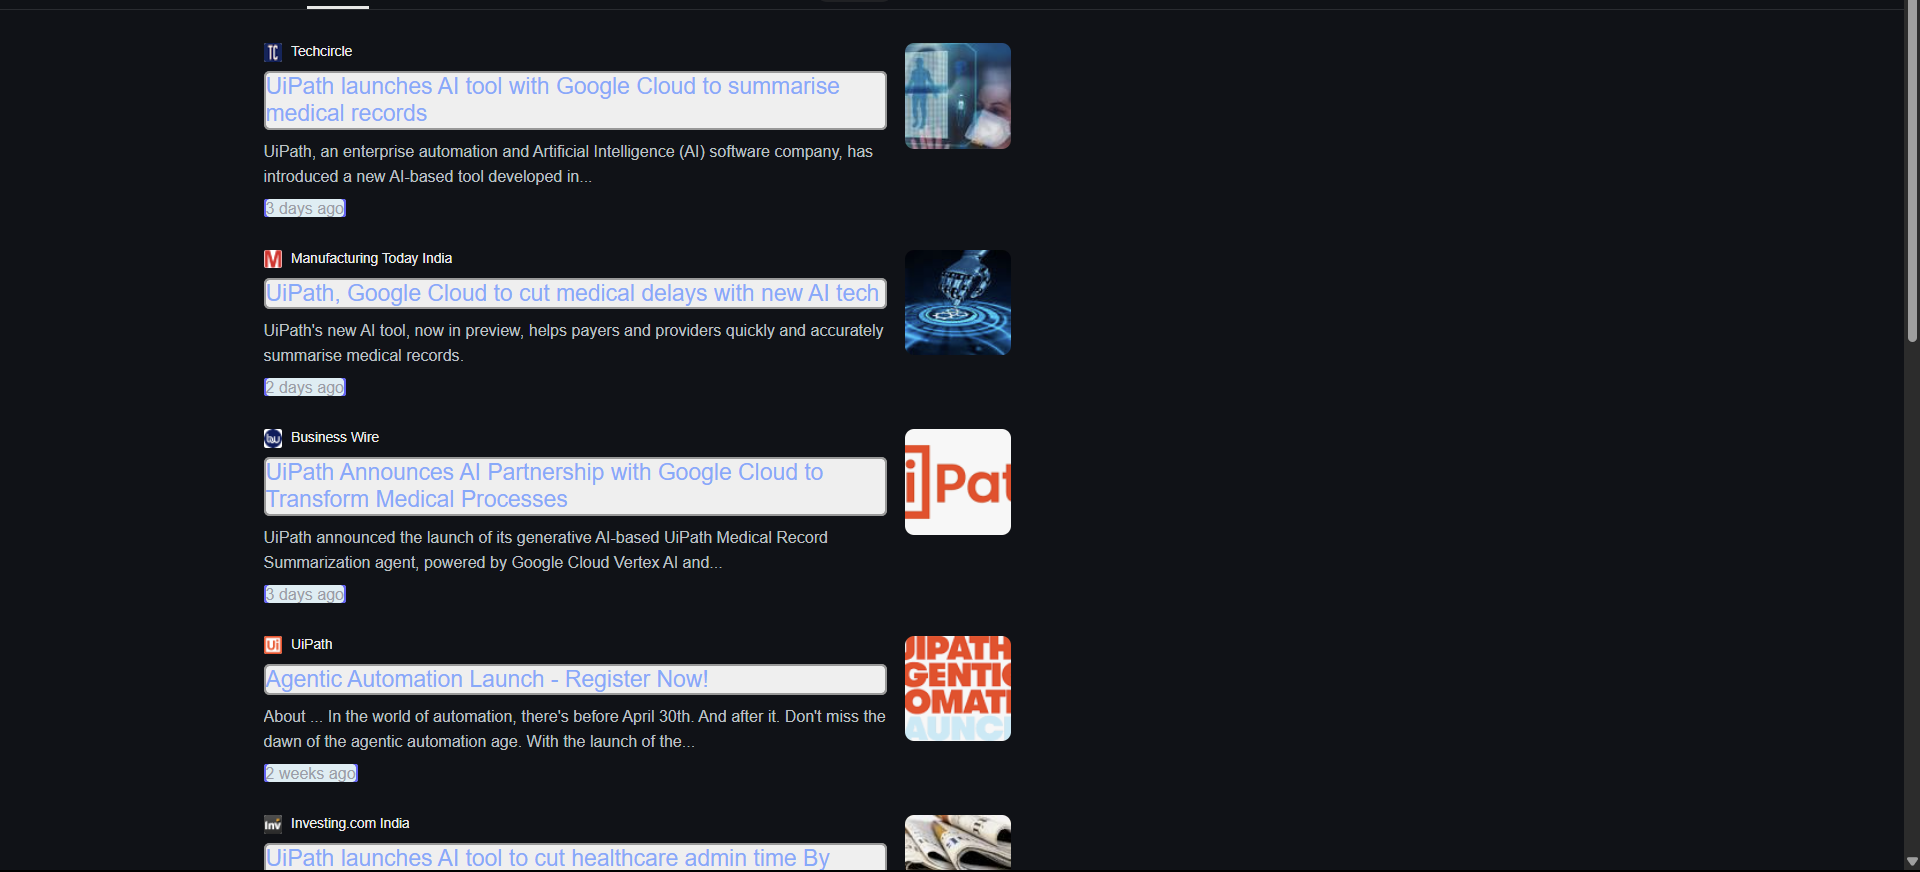 Techcircle
UiPath launches AI tool with Google Cloud to summarise
medical records
UiPath, an enterprise automation and Artificial Intelligence (AI) software company, has
introduced a new AI-based tool developed in...
3 days ago
Manufacturing Today India
UiPath, Google Cloud to cut medical delays with new AI tech
UiPath's new AI tool, now in preview, helps payers and providers quickly and accurately
summarise medical records.
2 days ago
Business Wire
UiPath Announces AI Partnership with Google Cloud to
Transform Medical Processes
UiPath announced the launch of its generative AI-based UiPath Medical Record
Summarization agent, powered by Google Cloud Vertex AI and...
3 days ago
i Pat
UiPath
Agentic Automation Launch - Register Now!
About ... In the world of automation, there's before April 30th. And after it. Don't miss the
dawn of the agentic automation age. With the launch of the...
2 weeks ago
UIPATH
GENTIC
OMATI
AUNC
Investing.com India
UiPath launches AI tool to cut healthcare admin time By